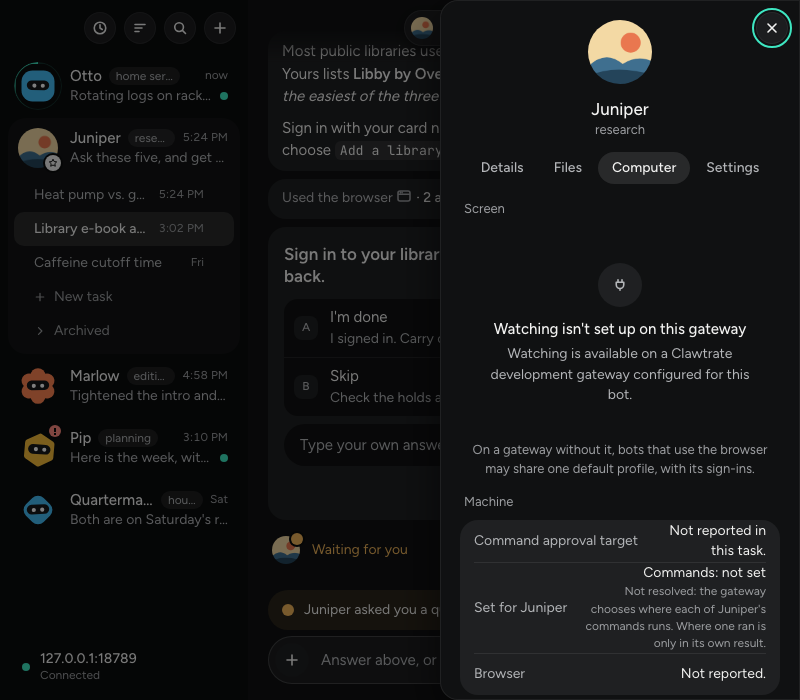 Otto home ser... now
Rotating logs on rack...
Juniper rese... 5:24 PM
Ask these five, and get ...
Heat pump vs. g... 5:24 PM
Library e-book a... 3:02 PM
Caffeine cutoff time Fri
+ New task
> Archived
Marlow editi... 4:58 PM
Tightened the intro and...
Pip planning 3:10 PM
Here is the week, wit...
Quarterma... hou... Sat
Both are on Saturday's r...
127.0.0.1:18789
Connected
Most public libraries use
Yours lists Libby by Ove
the easiest of the three
Sign in with your card n
choose Add a library
Used the browser · 2 a
Sign in to your librar
back.
A I'm done
I signed in. Carry
B Skip
Check the holds a
Type your own answe
Waiting for you
Juniper asked you a q
Answer above, or
Juniper
research
Details Files Computer Settings
Screen
Watching isn't set up on this gateway
Watching is available on a Clawtrate
development gateway configured for this
bot.
On a gateway without it, bots that use the browser
may share one default profile, with its sign-ins.
Machine
Command approval target Not reported in
this task.
Commands: not set
Set for Juniper
Not resolved: the gateway
chooses where each of Juniper's
commands runs. Where one ran is
only in its own result.
Browser Not reported.